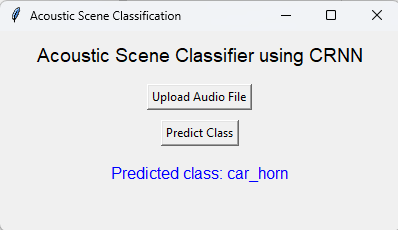 Acoustic Scene Classification
Acoustic Scene Classifier using CRNN
Upload Audio File
Predict Class
Predicted class: car_horn